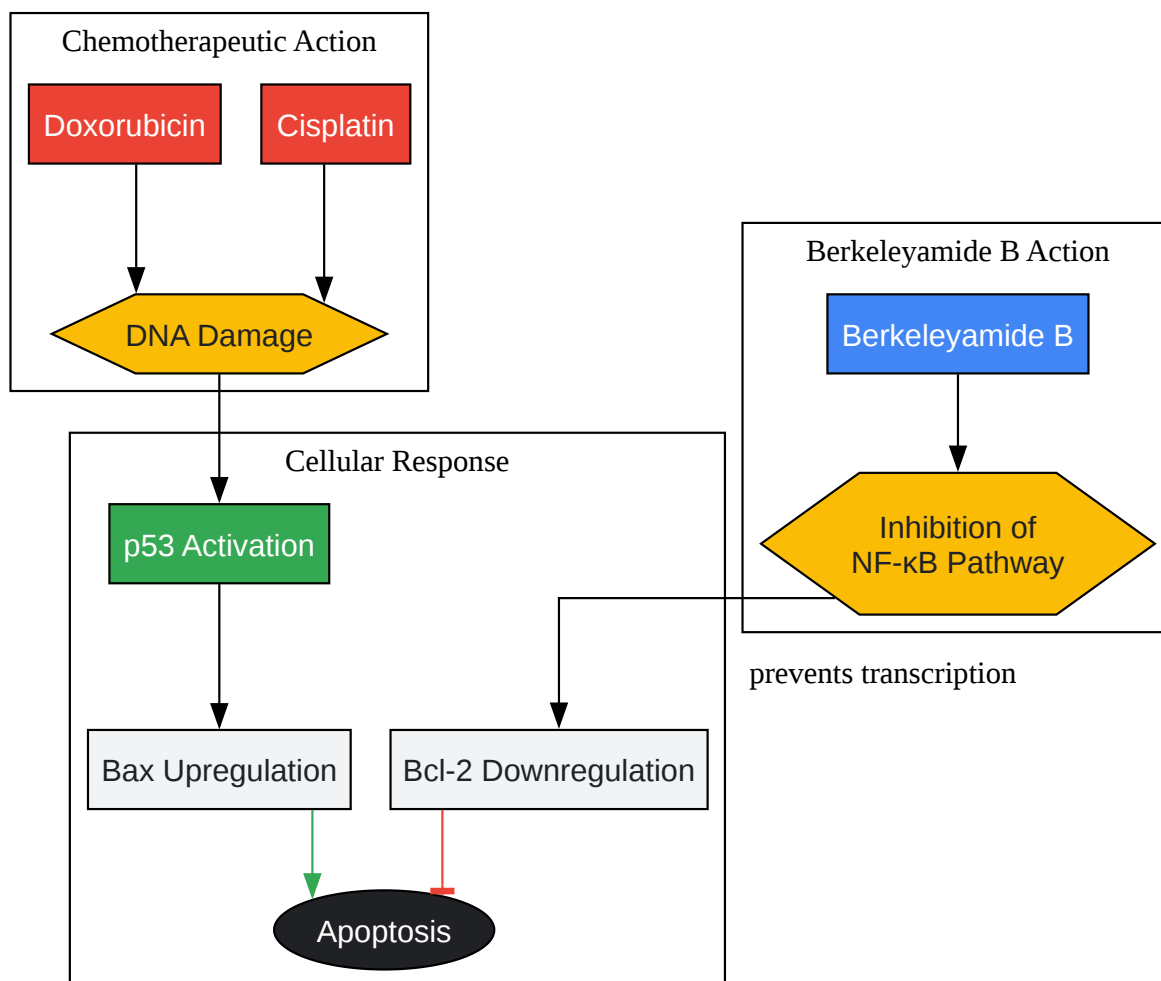 Chemotherapeutic Action
Doxorubicin
Cisplatin
DNA Damage
Berkeleyamide B Action
Berkeleyamide B
Inhibition of
NF-κB Pathway
prevents transcription
Cellular Response
p53 Activation
Bax Upregulation
Bcl-2 Downregulation
Apoptosis